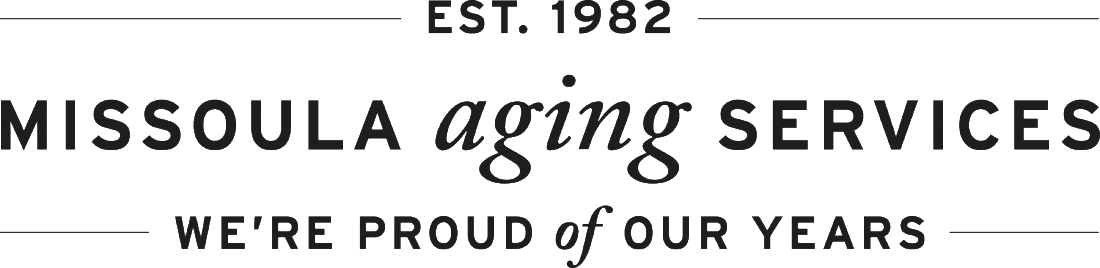 EST. 1982
MISSOULA aging SERVICES
WE'RE PROUD of OUR YEARS